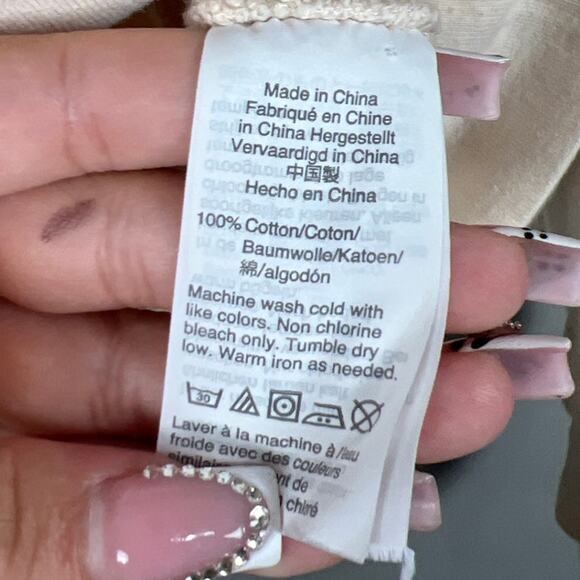 Made in China
Fabriqué en Chine
in China Hergestellt
Vervaardigd in China
中国製
Hecho en China
100% Cotton/Coton/
Baumwolle/Katoen/
綿/algodón
Machine wash cold with
like colors. Non chlorine
bleach only. Tumble dry
low. Warm iron as needed.
30
Laver à la machine à l'eau
froide avec des couleurs